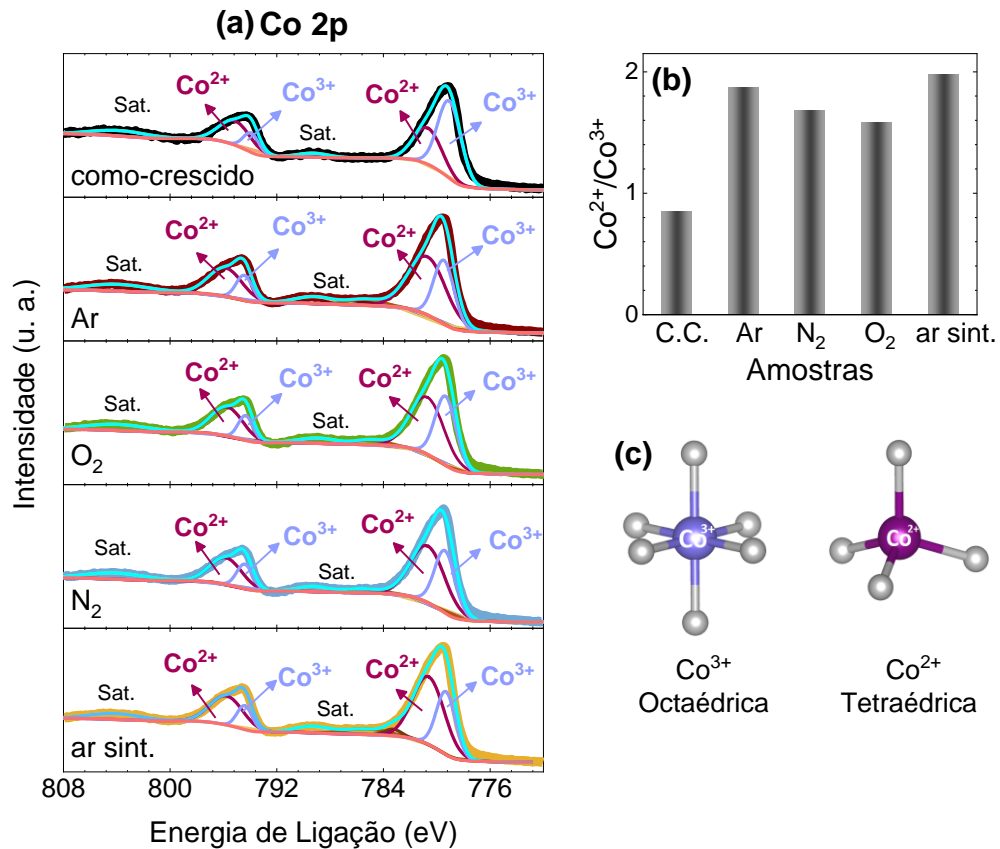 (a) Co 2p
Intensidade (u. a.)
Sat.
Co²⁺
Co³⁺
Sat.
Co²⁺
Co³⁺
como-crescido
Sat.
Co²⁺
Co³⁺
Sat.
Co²⁺
Co³⁺
Ar
Sat.
Co²⁺
Co³⁺
Sat.
Co²⁺
Co³⁺
O₂
Sat.
Co²⁺
Co³⁺
Sat.
Co²⁺
Co³⁺
N₂
Sat.
Co²⁺
Co³⁺
Sat.
Co²⁺
Co³⁺
ar sint.
808 800 792 784 776
Energia de Ligação (eV)
(b)
Co²⁺/Co³⁺
2
1
0
C.C. Ar N₂ O₂ ar sint.
Amostras
(c)
Co³⁺
Co²⁺
Co³⁺
Octaédrica
Co²⁺
Tetraédrica